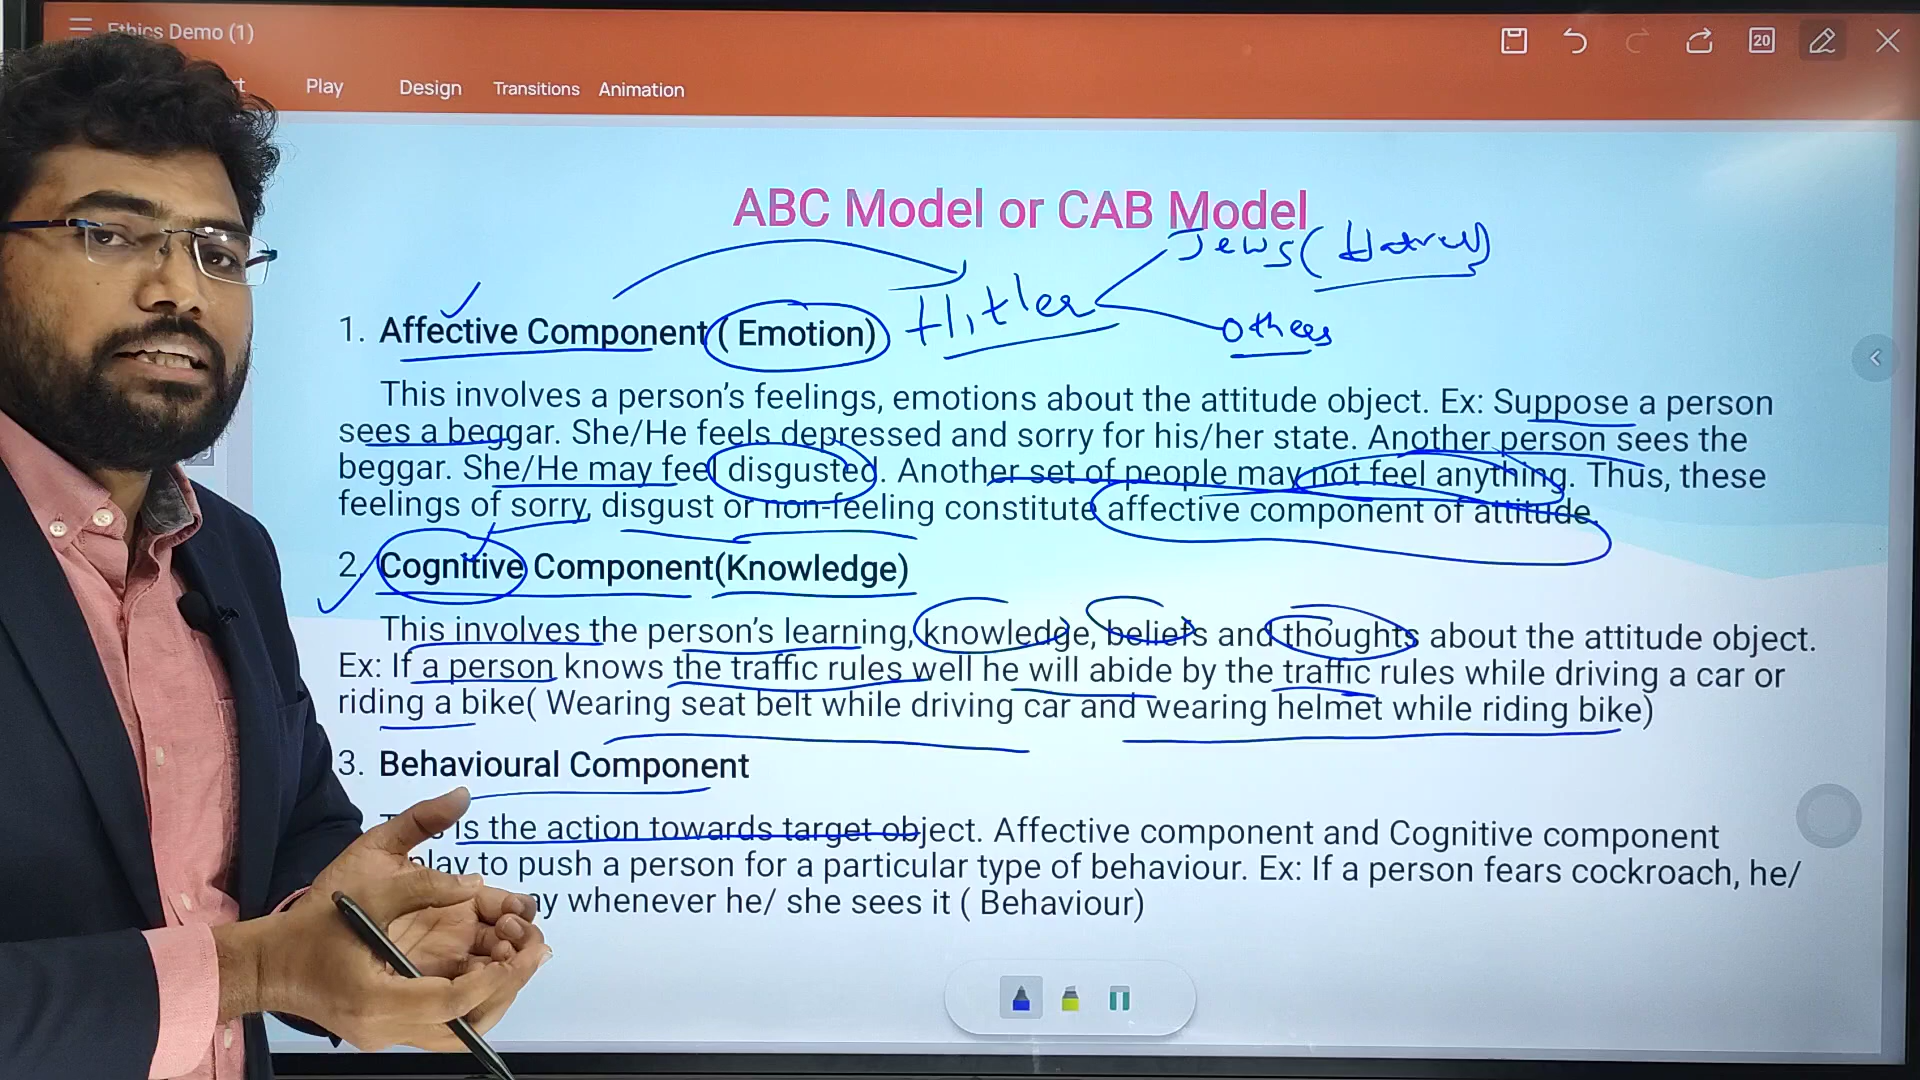 Ethics Demo (1)
20
Play Design Transitions Animation
ABC Model or CAB Model
Jews (Hatred)
Hitler
Others
1. Affective Component ( Emotion)
This involves a person's feelings, emotions about the attitude object. Ex: Suppose a person
sees a beggar. She/He feels depressed and sorry for his/her state. Another person sees the
beggar. She/He may feel disgusted. Another set of people may not feel anything. Thus, these
feelings of sorry, disgust or non-feeling constitute affective component of attitude.
2. Cognitive Component(Knowledge)
This involves the person's learning, knowledge, beliefs and thoughts about the attitude object.
Ex: If a person knows the traffic rules well he will abide by the traffic rules while driving a car or
riding a bike( Wearing seat belt while driving car and wearing helmet while riding bike)
3. Behavioural Component
is the action towards target object. Affective component and Cognitive component
play to push a person for a particular type of behaviour. Ex: If a person fears cockroach, he/
whenever he/ she sees it ( Behaviour)